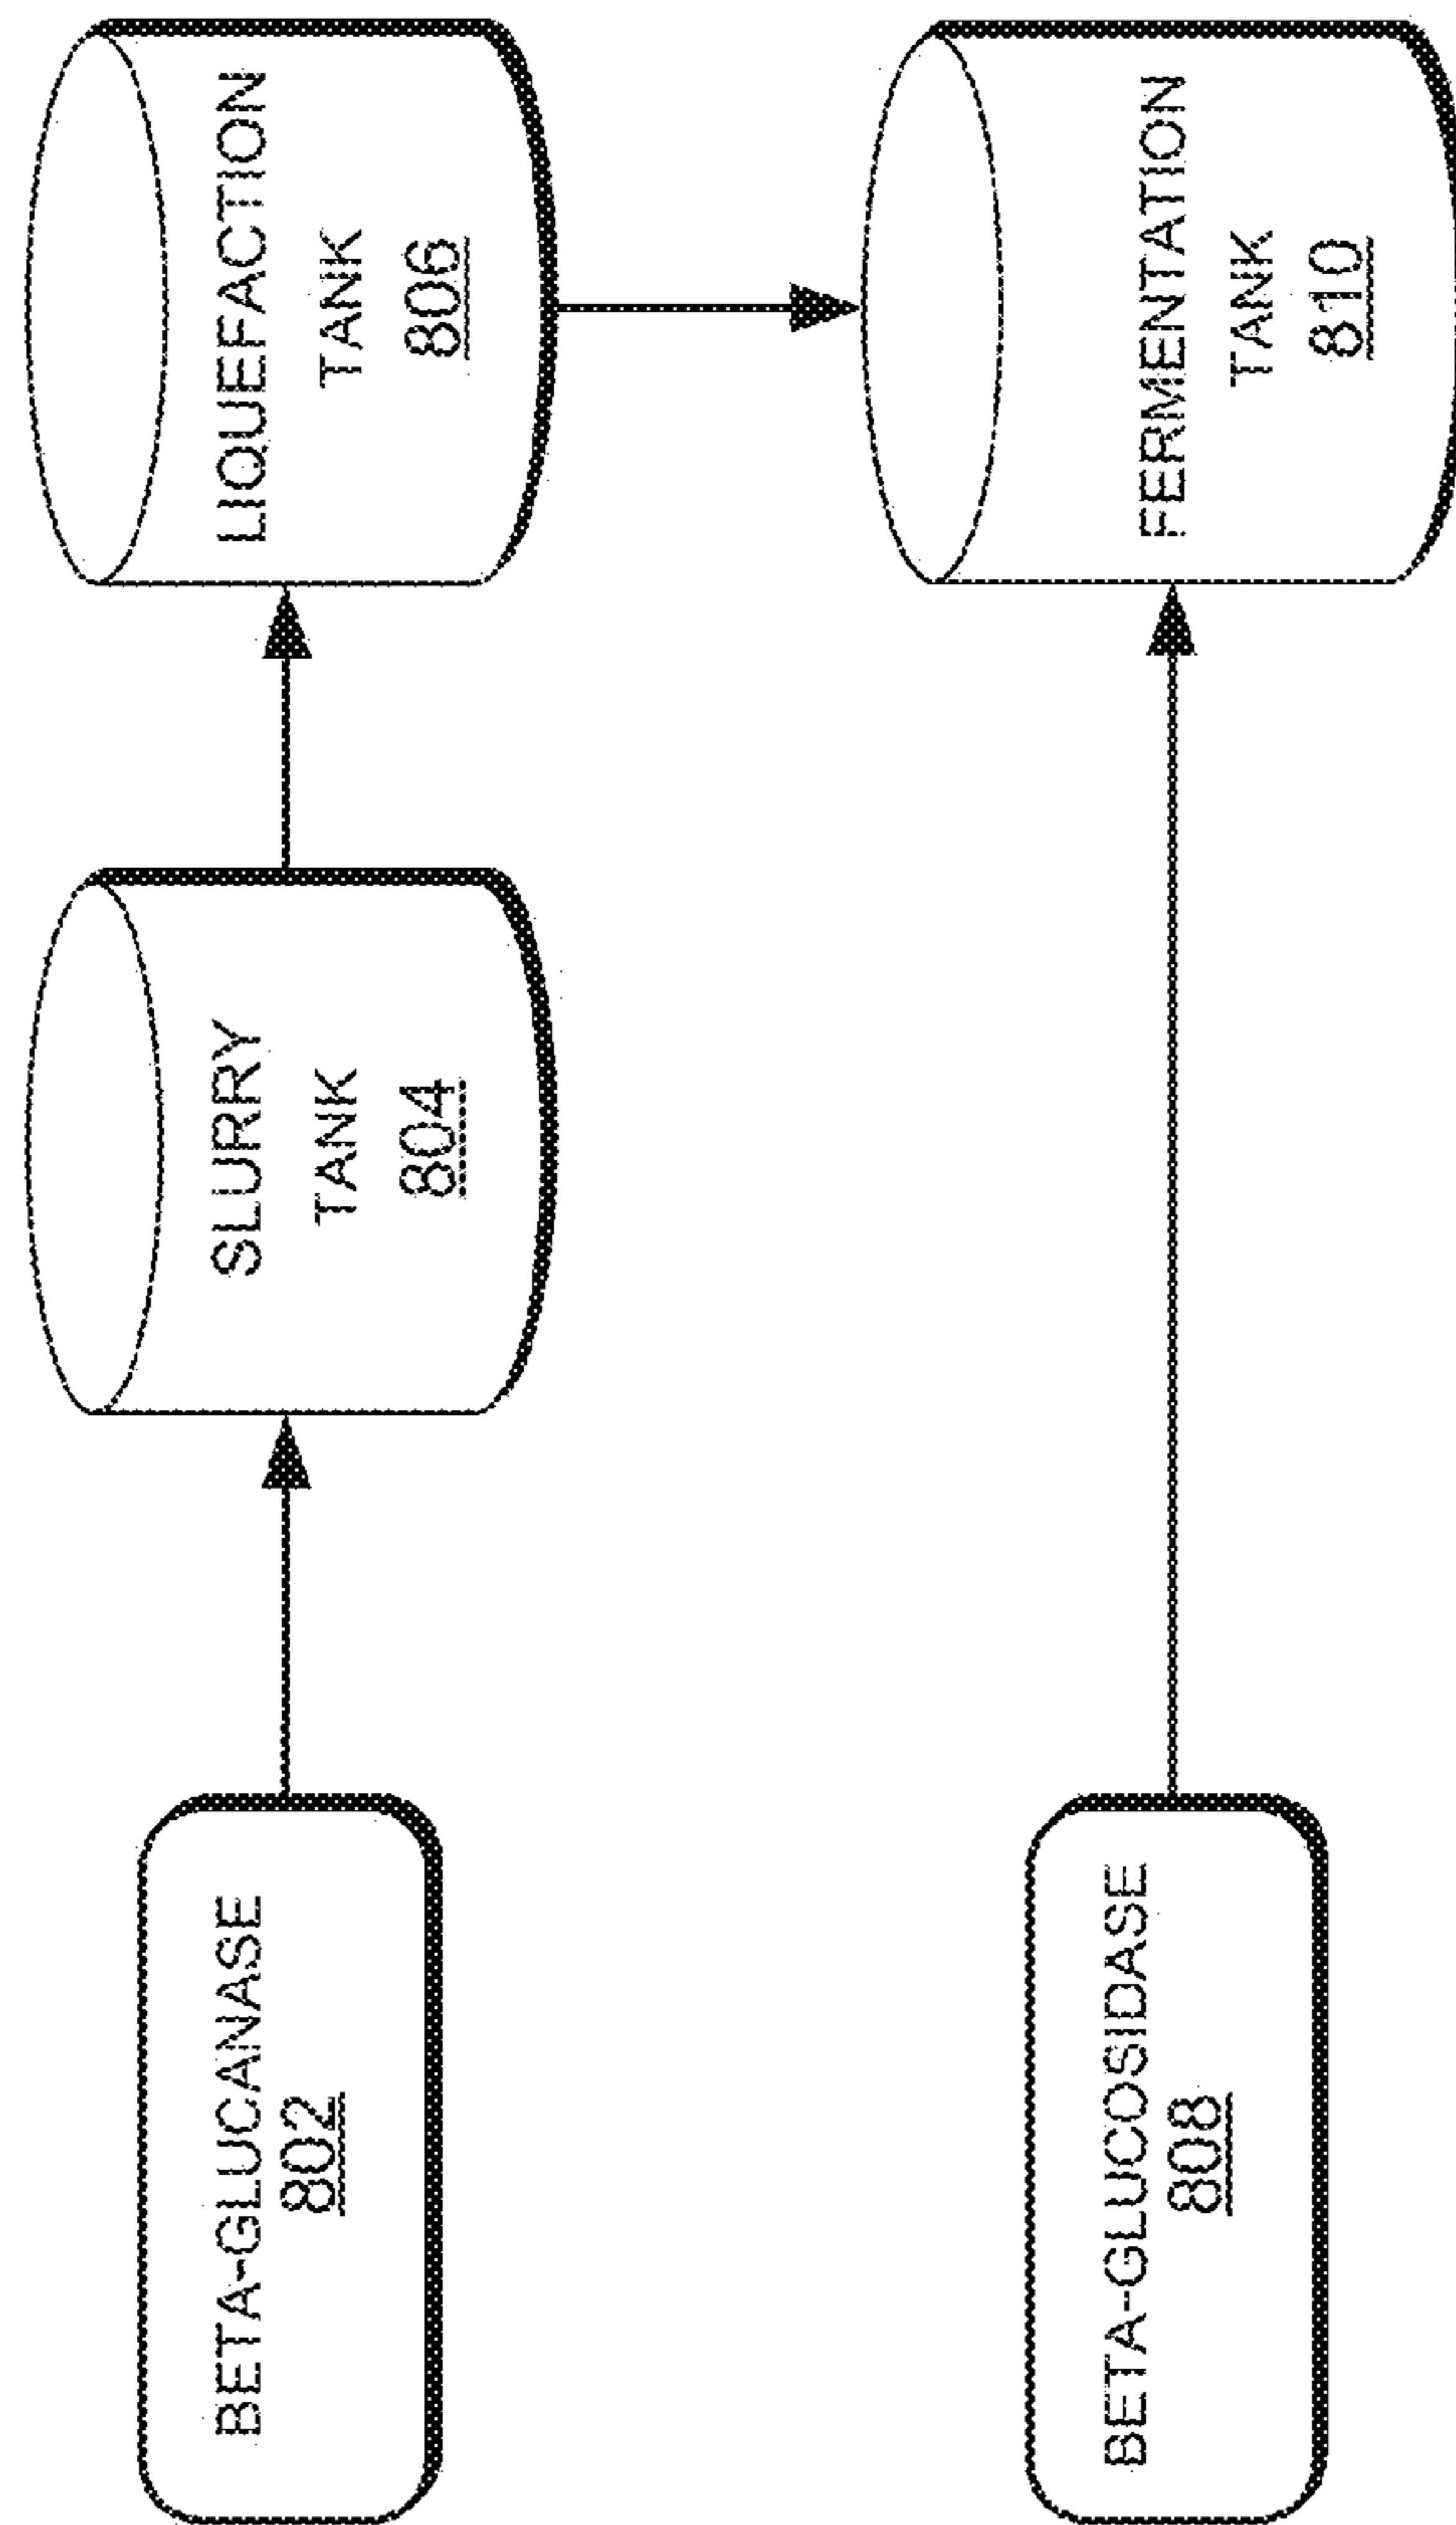 BETA-GLUCANASE
802
SLURRY
TANK
804
LIQUEFACTION
TANK
806
BETA-GLUCOSIDASE
808
FERMENTATION
TANK
810